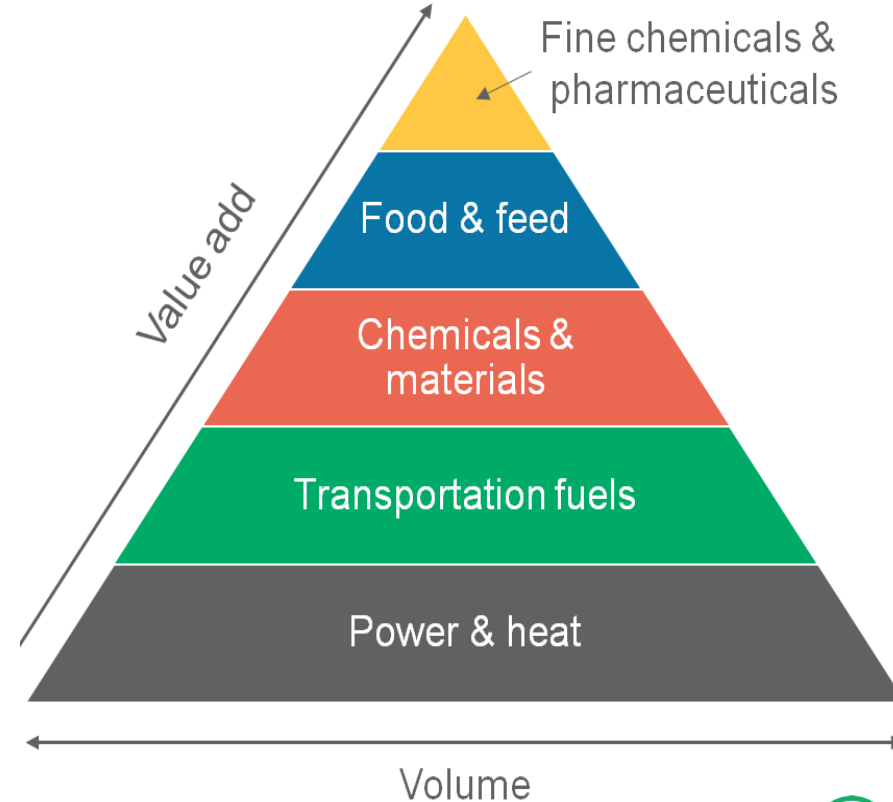 Fine chemicals &
pharmaceuticals
Value add
Food & feed
Chemicals &
materials
Transportation fuels
Power & heat
Volume